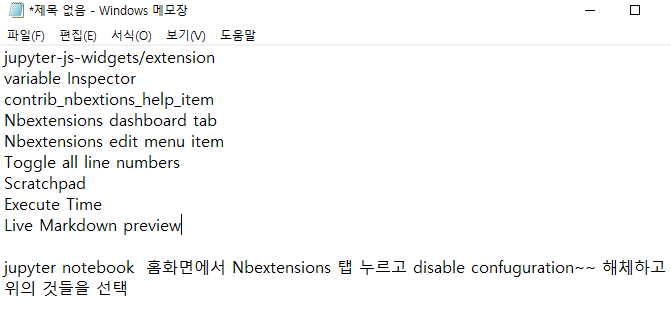 *제목 없음 - Windows 메모장
파일(F) 편집(E) 서식(O) 보기(V) 도움말
jupyter-js-widgets/extension
variable Inspector
contrib_nbextions_help_item
Nbextensions dashboard tab
Nbextensions edit menu item
Toggle all line numbers
Scratchpad
Execute Time
Live Markdown preview
jupyter notebook 홈화면에서 Nbextensions 탭 누르고 disable confuguration~~ 해체하고
위의 것들을 선택